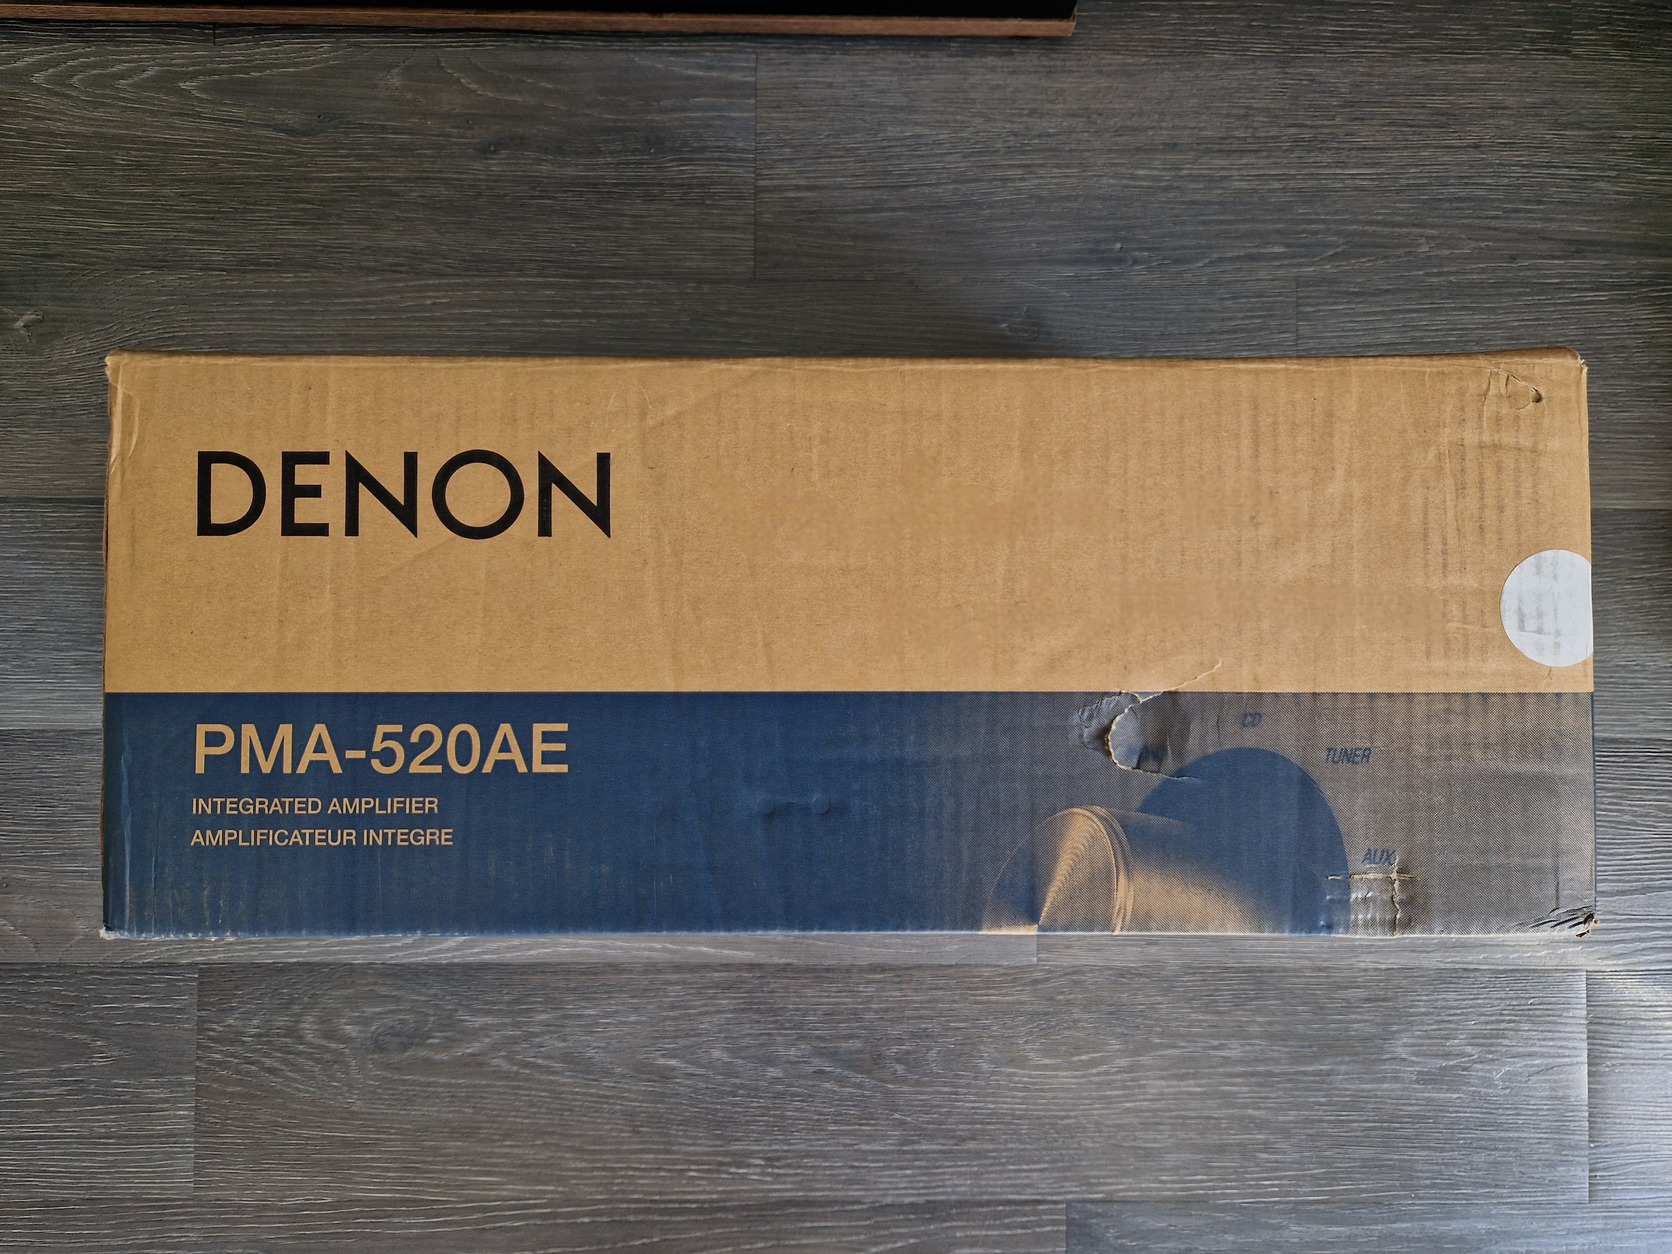 DENON
PMA-520AE
INTEGRATED AMPLIFIER
AMPLIFICATEUR INTEGRE
CD
TUNER
AUX